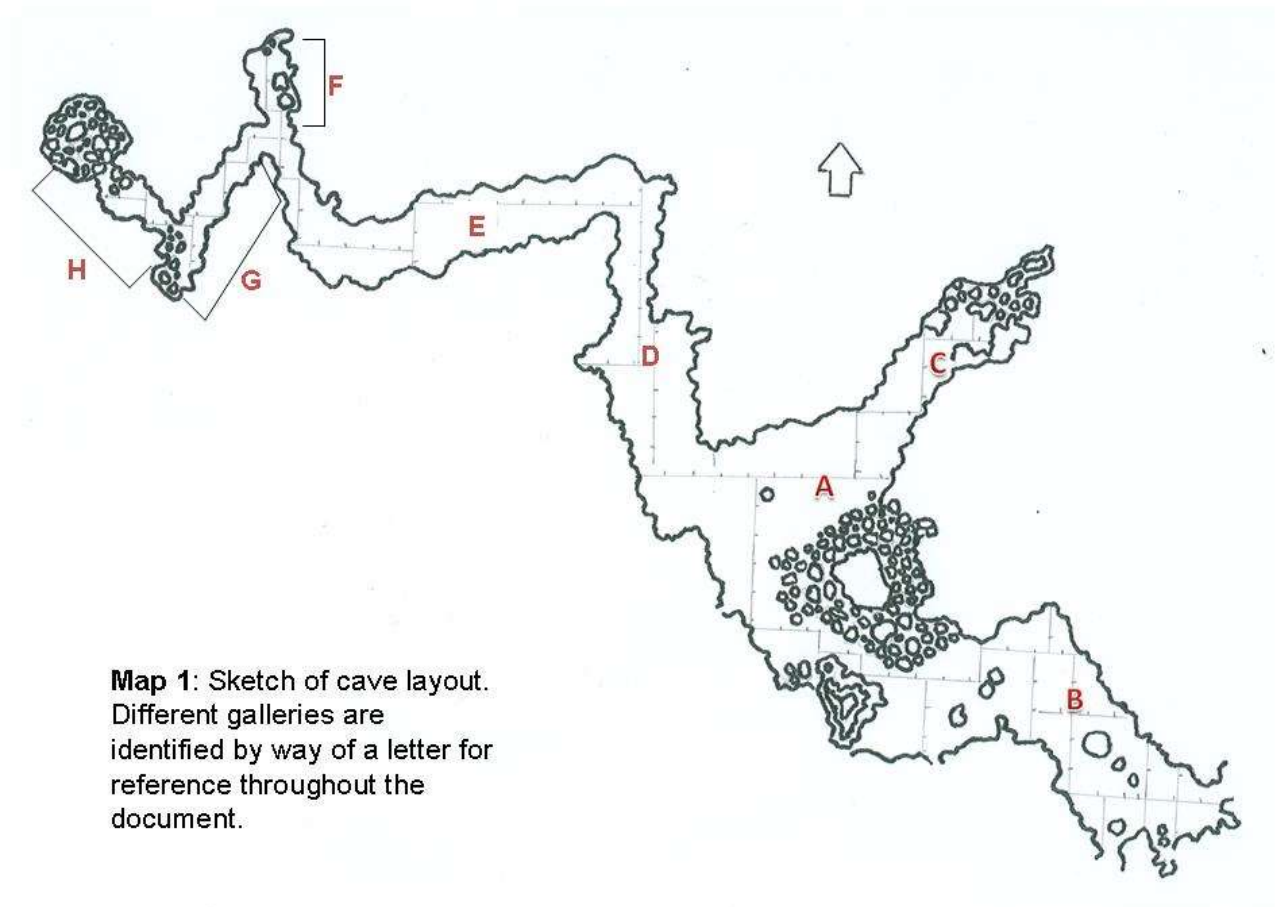 F
E
H
G
D
C
A
B
Map 1: Sketch of cave layout.
Different galleries are
identified by way of a letter for
reference throughout the
document.